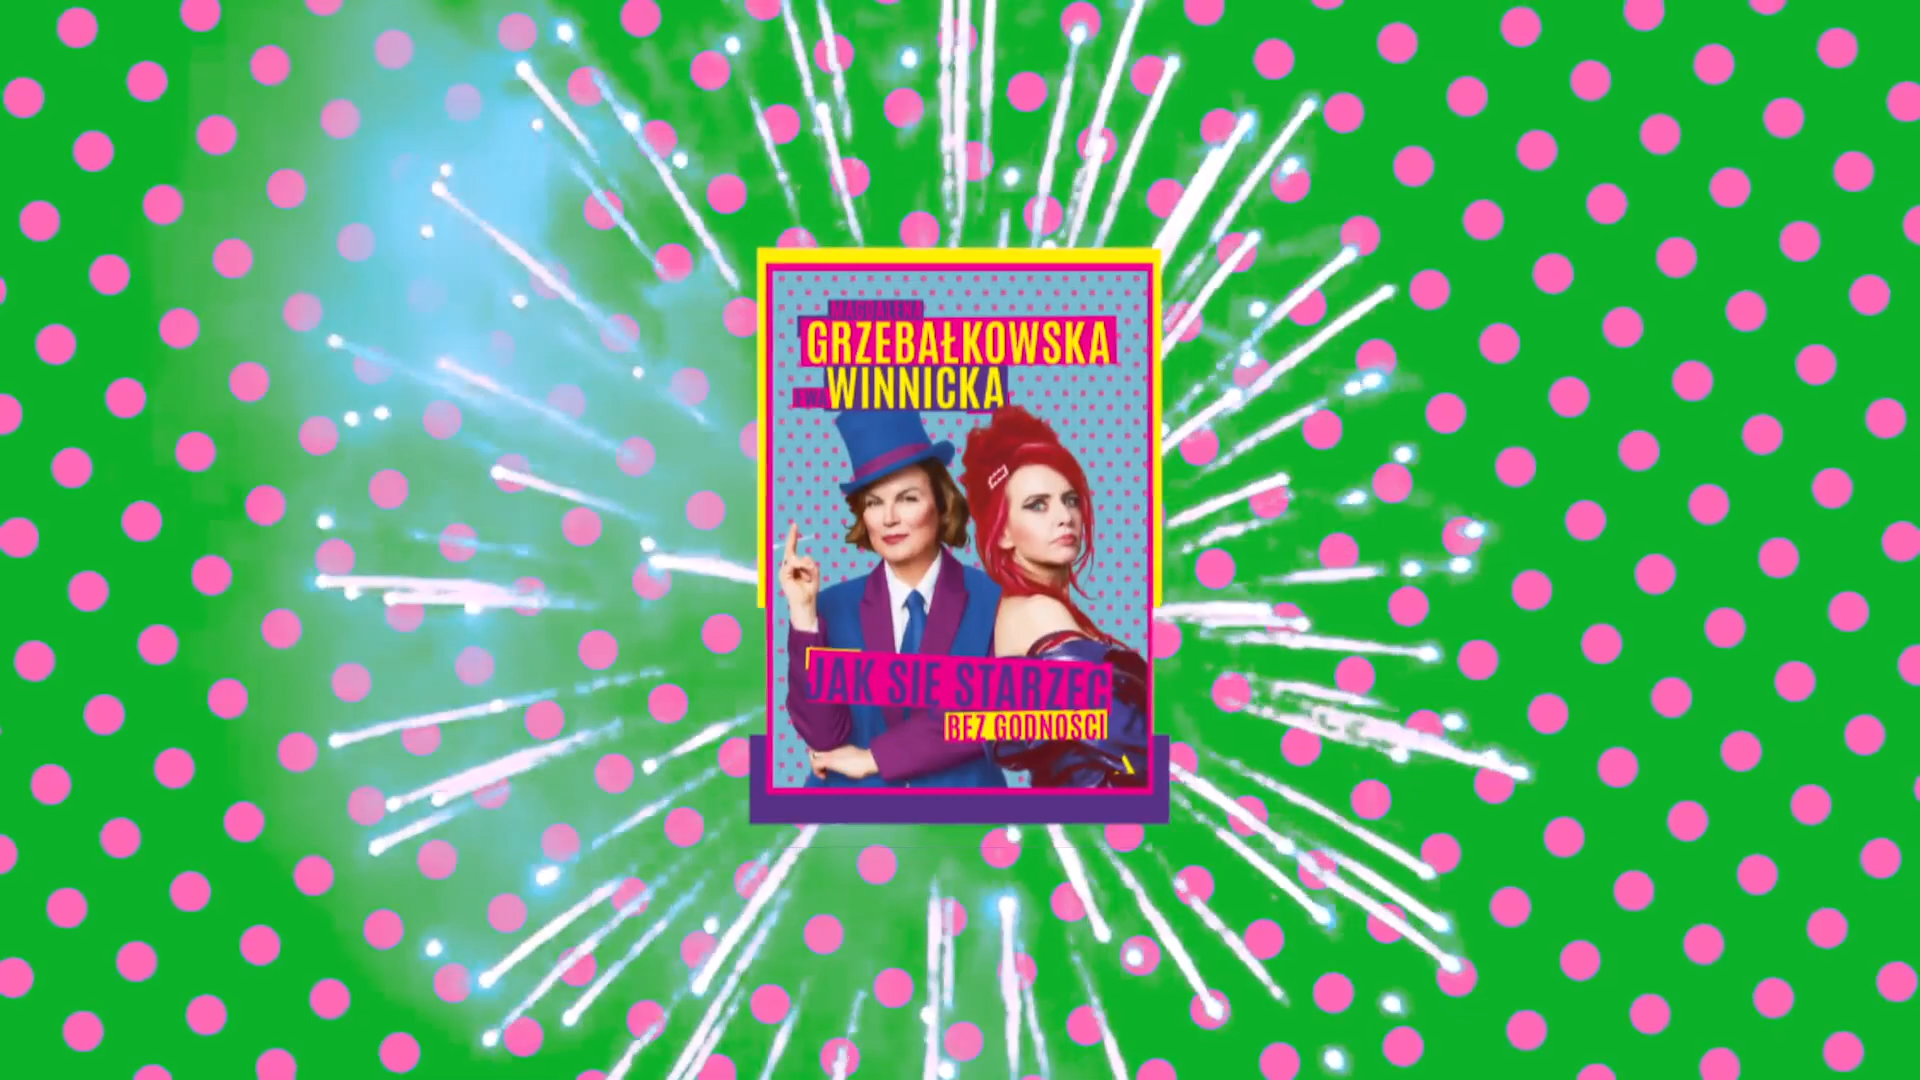 MAGDALENA
GRZEBAŁKOWSKA
EWA WINNICKA
JAK SIĘ STARZEĆ
BEZ GODNOŚCI